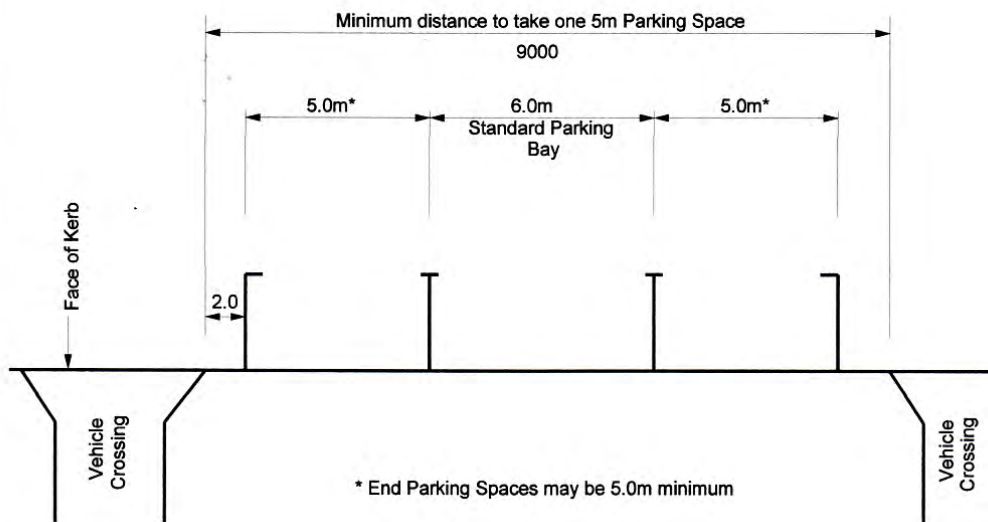 Minimum distance to take one 5m Parking Space
9000
5.0m*
6.0m
5.0m*
Standard Parking
Bay
Face of Kerb
2.0
Vehicle
Crossing
Vehicle
Crossing
* End Parking Spaces may be 5.0m minimum